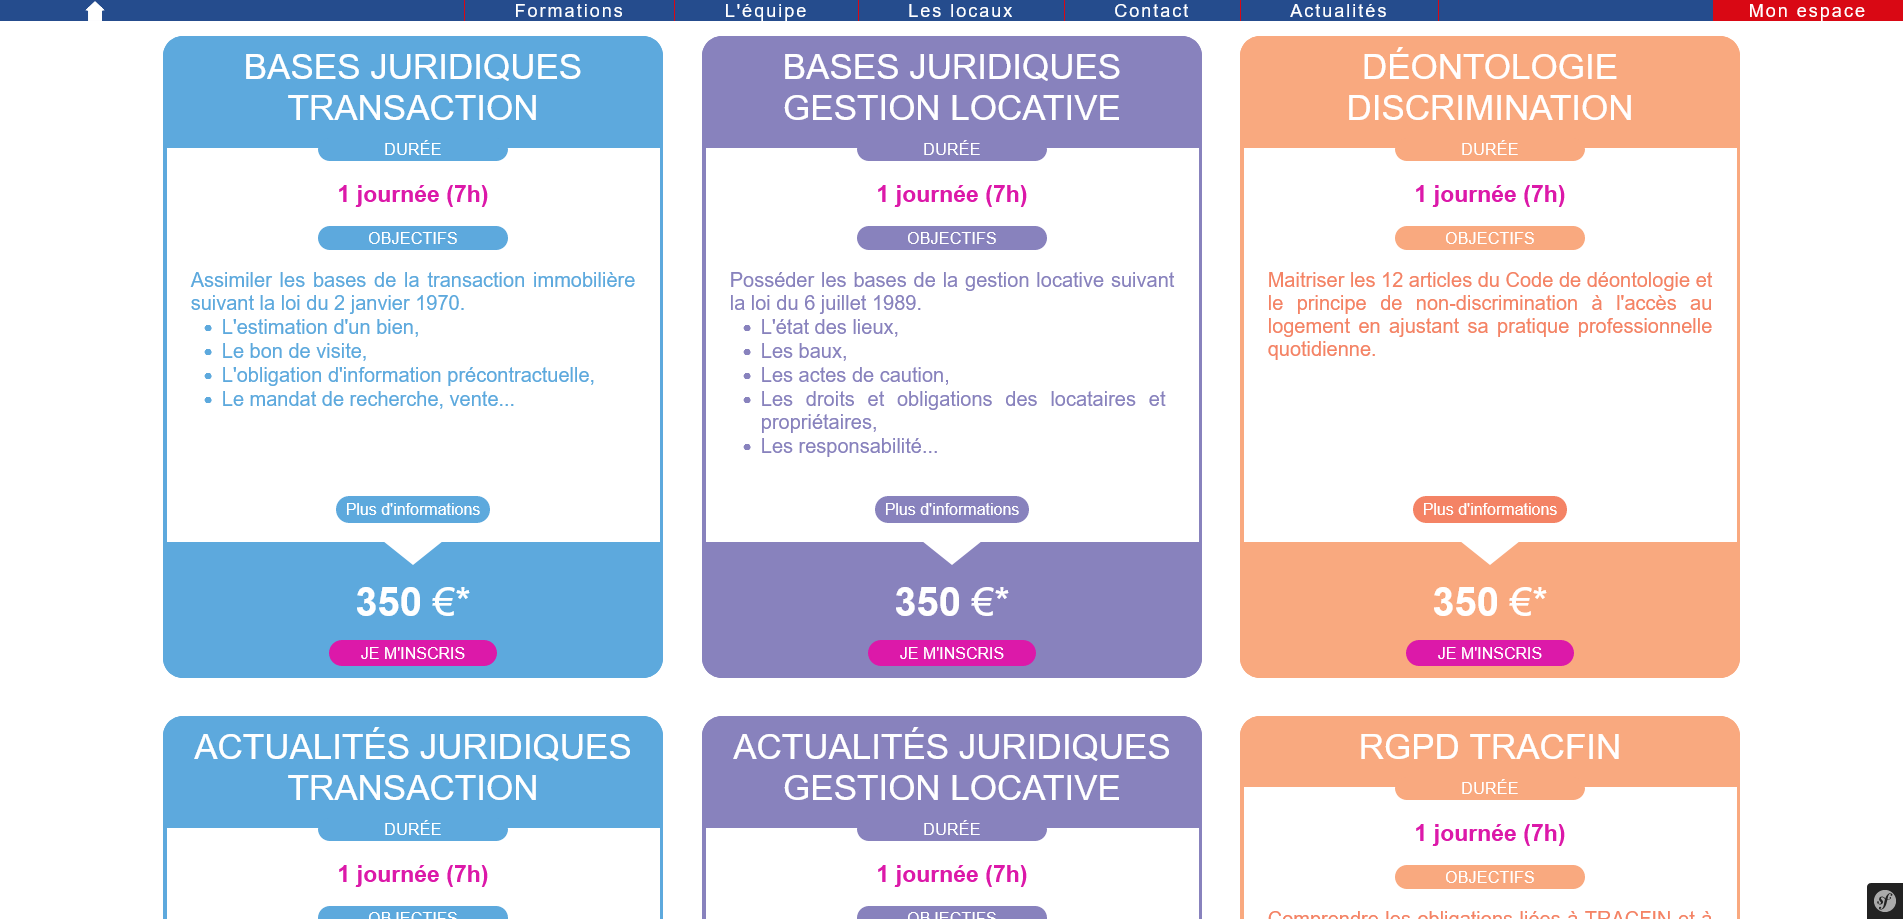 Formations
L'équipe
Les locaux
Contact
Actualités
Mon espace
BASES JURIDIQUES
TRANSACTION
DURÉE
1 journée (7h)
OBJECTIFS
Assimiler les bases de la transaction immobilière
suivant la loi du 2 janvier 1970.
• L'estimation d'un bien,
• Le bon de visite,
• L'obligation d'information précontractuelle,
• Le mandat de recherche, vente...
Plus d'informations
350 €*
JE M'INSCRIS
BASES JURIDIQUES
GESTION LOCATIVE
DURÉE
1 journée (7h)
OBJECTIFS
Posséder les bases de la gestion locative suivant
la loi du 6 juillet 1989.
• L'état des lieux,
• Les baux,
• Les actes de caution,
• Les droits et obligations des locataires et
propriétaires,
• Les responsabilité...
Plus d'informations
350 €*
JE M'INSCRIS
DÉONTOLOGIE
DISCRIMINATION
DURÉE
1 journée (7h)
OBJECTIFS
Maitriser les 12 articles du Code de déontologie et
le principe de non-discrimination à l'accès au
logement en ajustant sa pratique professionnelle
quotidienne.
Plus d'informations
350 €*
JE M'INSCRIS
ACTUALITÉS JURIDIQUES
TRANSACTION
DURÉE
1 journée (7h)
OBJECTIFS
ACTUALITÉS JURIDIQUES
GESTION LOCATIVE
DURÉE
1 journée (7h)
OBJECTIFS
RGPD TRACFIN
DURÉE
1 journée (7h)
OBJECTIFS
Comprendre les obligations liées à TRACFIN et à
sf